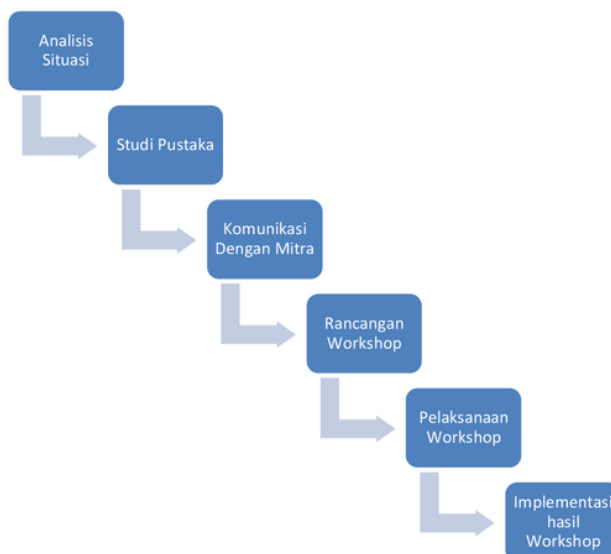 Analisis
Situasi
Studi Pustaka
Komunikasi
Dengan Mitra
Rancangan
Workshop
Pelaksanaan
Workshop
Implementasi
hasil
Workshop